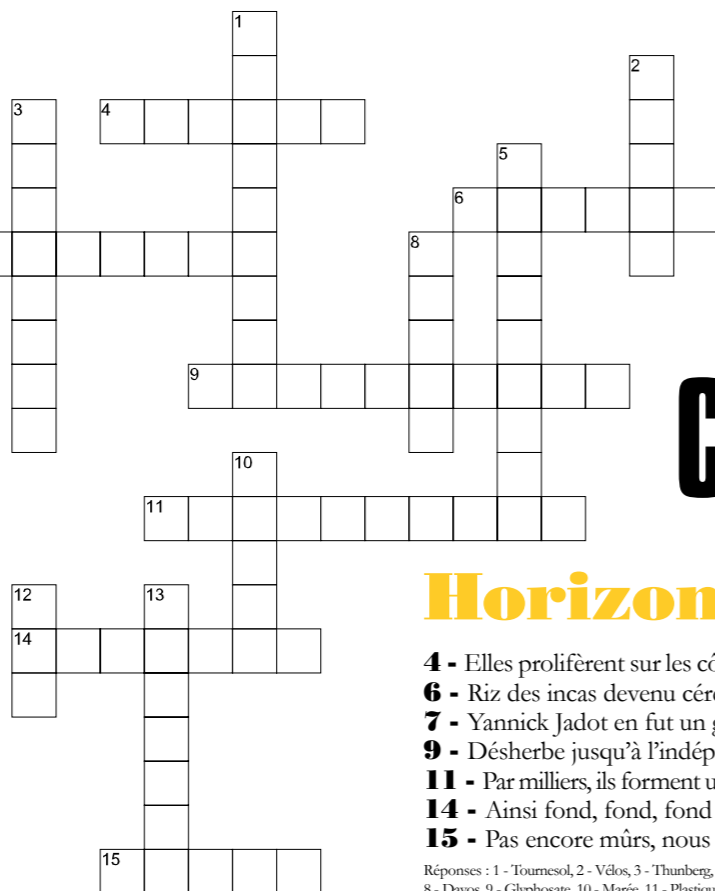 1
2
3
4
5
6
8
9
10
11
12
13
14
15
C
Horizon
4 - Elles prolifèrent sur les cô
6 - Riz des incas devenu cér
7 - Yannick Jadot en fut un
9 - Désherbe jusqu’à l’indép
11 - Par milliers, ils forment u
14 - Ainsi fond, fond, fond
15 - Pas encore mûrs, nous
Réponses : 1 - Tournesol, 2 - Vélos, 3 - Thunberg,
8 - Davos, 9 - Glyphosate, 10 - Marée, 11 - Plastiqu